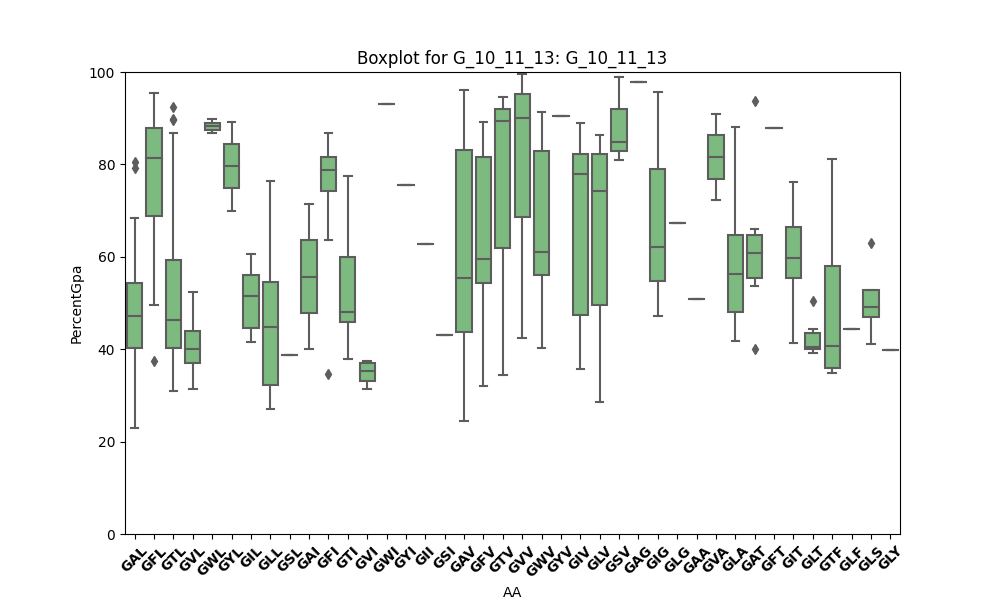 Boxplot for G_10_11_13: G_10_11_13
100
80
60
40
20
0
PercentGpa
GAL GFL GTL GVL GWL GYL GIL GLL GSL GAI GFI GTI GVI GWI GYI GII GSI GAV GFV GTV GVV GWV GYV GIV GLV GSV GAG GIG GLG GAA GVA GLA GAT GFT GIT GLT GTF GLF GLS GLY
AA